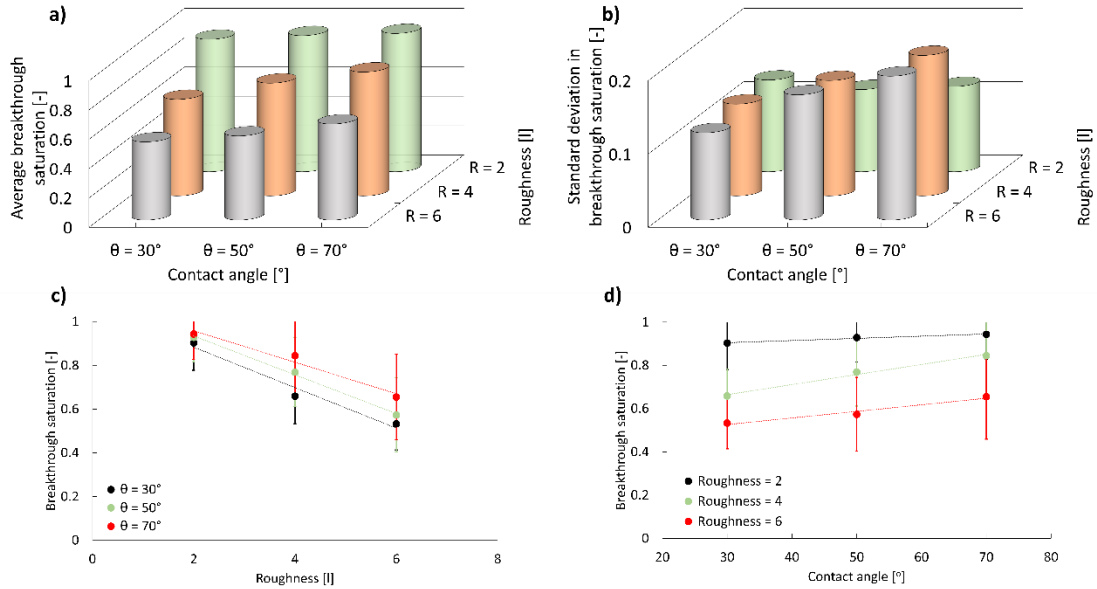 a)
Average breakthrough
saturation [-]
1
0.8
0.6
0.4
0.2
0
R = 2
R = 4
R = 6
Roughness [l]
θ = 30°
θ = 50°
θ = 70°
Contact angle [°]
b)
Standard deviation in
breakthrough saturation [-]
0.2
0.1
0
R = 2
R = 4
R = 6
Roughness [l]
θ = 30°
θ = 50°
θ = 70°
Contact angle [°]
c)
Breakthrough saturation [-]
1
0.8
0.6
0.4
0.2
0
θ = 30°
θ = 50°
θ = 70°
0 2 4 6 8
Roughness [l]
d)
Breakthrough saturation [-]
1
0.8
0.6
0.4
0.2
0
Roughness = 2
Roughness = 4
Roughness = 6
20 30 40 50 60 70 80
Contact angle [°]